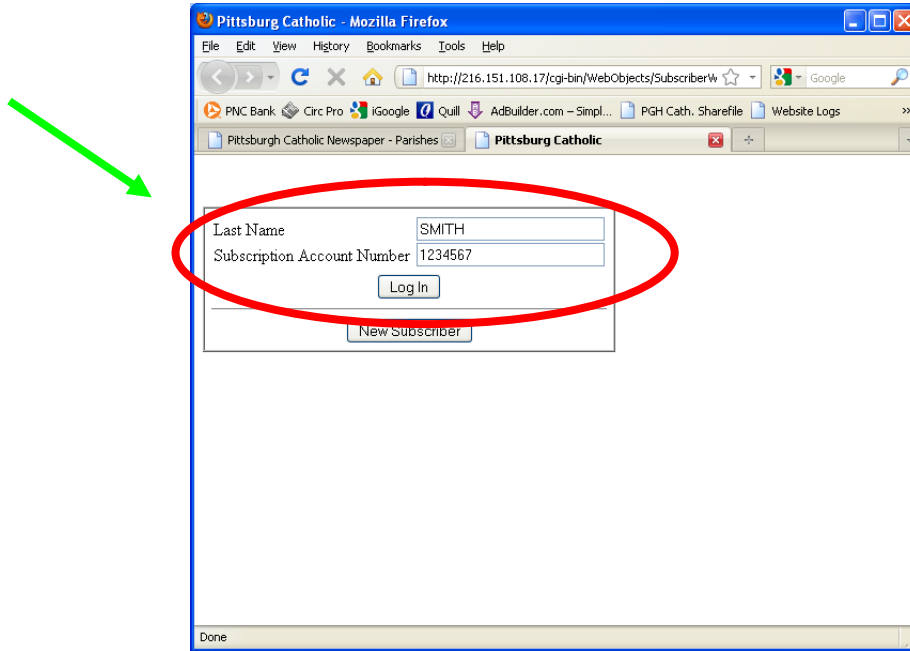 Pittsburg Catholic - Mozilla Firefox
File Edit View History Bookmarks Tools Help
http://216.151.108.17/cgi-bin/WebObjects/SubscriberW Google
PNC Bank Circ Pro iGoogle Quill AdBuilder.com – Simpl... PGH Cath. Sharefile Website Logs »
Pittsburgh Catholic Newspaper - Parishes Pittsburg Catholic
Last Name SMITH
Subscription Account Number 1234567
Log In
New Subscriber
Done